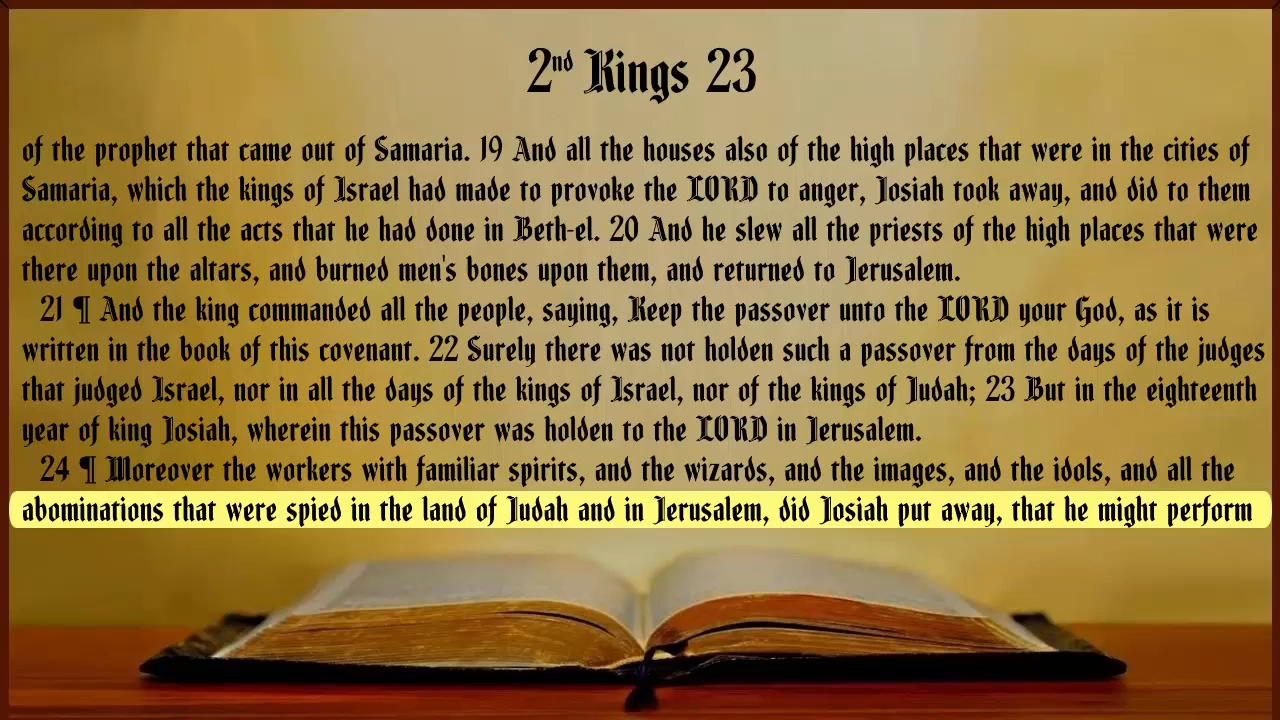 2nd Kings 23
of the prophet that came out of Samaria. 19 And all the houses also of the high places that were in the cities of
Samaria, which the kings of Israel had made to provoke the LORD to anger, Josiah took away, and did to them
according to all the acts that he had done in Beth-el. 20 And he slew all the priests of the high places that were
there upon the altars, and burned men's bones upon them, and returned to Jerusalem.
21 ¶ And the king commanded all the people, saying, Keep the passover unto the LORD your God, as it is
written in the book of this covenant. 22 Surely there was not holden such a passover from the days of the judges
that judged Israel, nor in all the days of the kings of Israel, nor of the kings of Judah; 23 But in the eighteenth
year of king Josiah, wherein this passover was holden to the LORD in Jerusalem.
24 ¶ Moreover the workers with familiar spirits, and the wizards, and the images, and the idols, and all the
abominations that were spied in the land of Judah and in Jerusalem, did Josiah put away, that he might perform